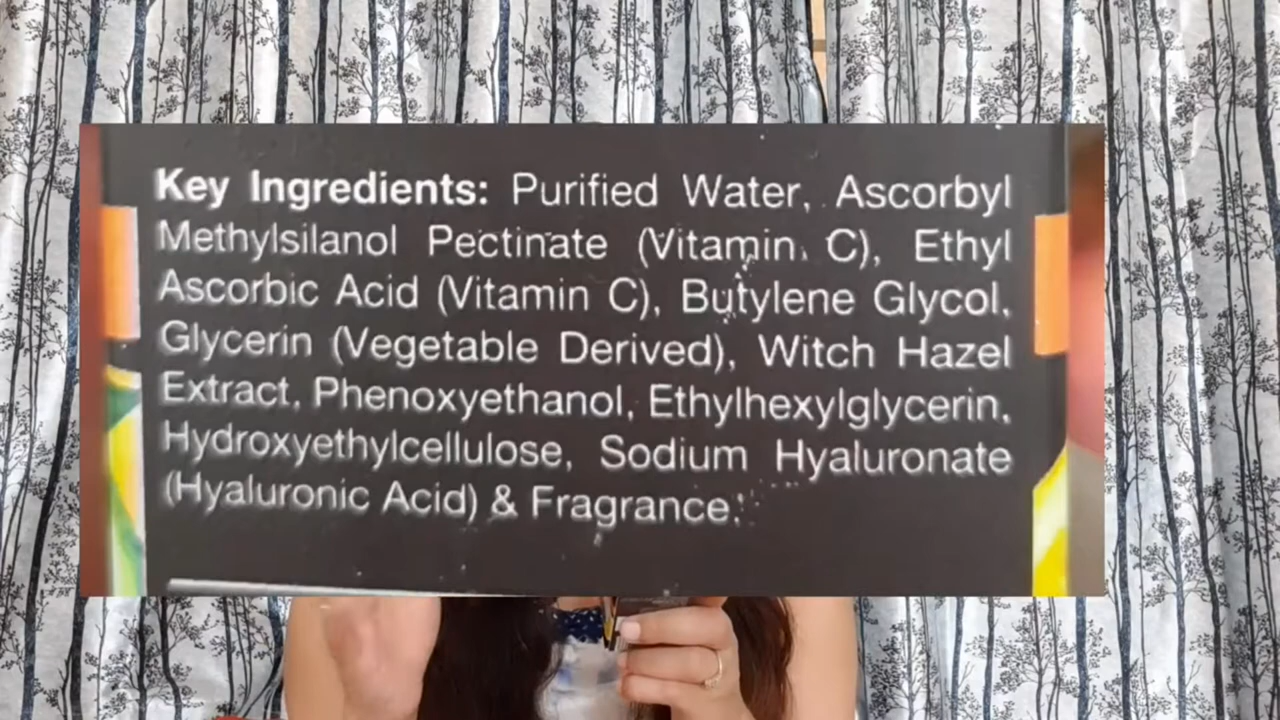 Key Ingredients: Purified Water, Ascorbyl
Methylsilanol Pectinate (Vitamin C), Ethyl
Ascorbic Acid (Vitamin C), Butylene Glycol,
Glycerin (Vegetable Derived), Witch Hazel
Extract, Phenoxyethanol, Ethylhexylglycerin,
Hydroxyethylcellulose, Sodium Hyaluronate
(Hyaluronic Acid) & Fragrance.